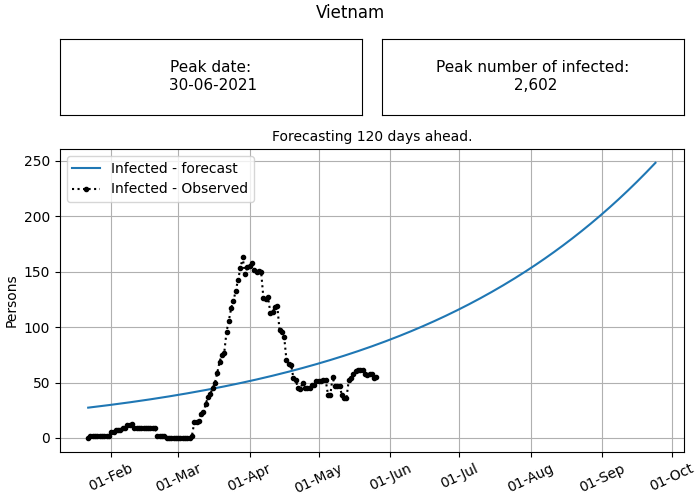 Vietnam
Peak date:
30-06-2021
Peak number of infected:
2,602
Forecasting 120 days ahead.
Infected - forecast
Infected - Observed
Persons
250
200
150
100
50
0
01-Feb
01-Mar
01-Apr
01-May
01-Jun
01-Jul
01-Aug
01-Sep
01-Oct